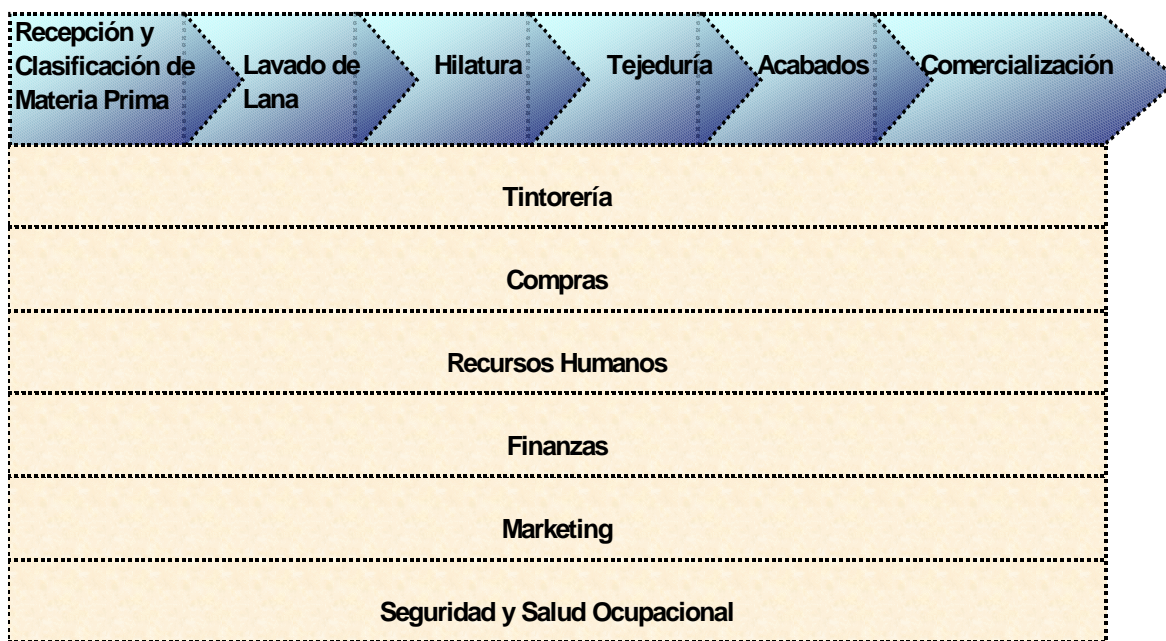 Recepción y
Clasificación de
Materia Prima
Lavado de
Lana
Hilatura
Tejeduría
Acabados
Comercialización
Tintorería
Compras
Recursos Humanos
Finanzas
Marketing
Seguridad y Salud Ocupacional